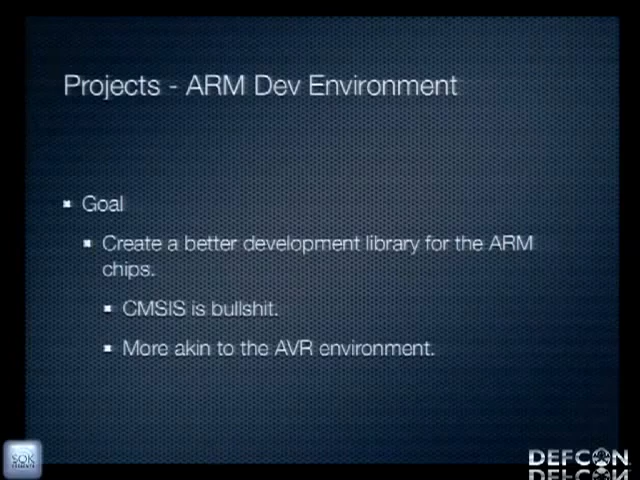 Projects - ARM Dev Environment
Goal
Create a better development library for the ARM
chips.
CMSIS is bullshit.
More akin to the AVR environment.
SOK
DEFCON